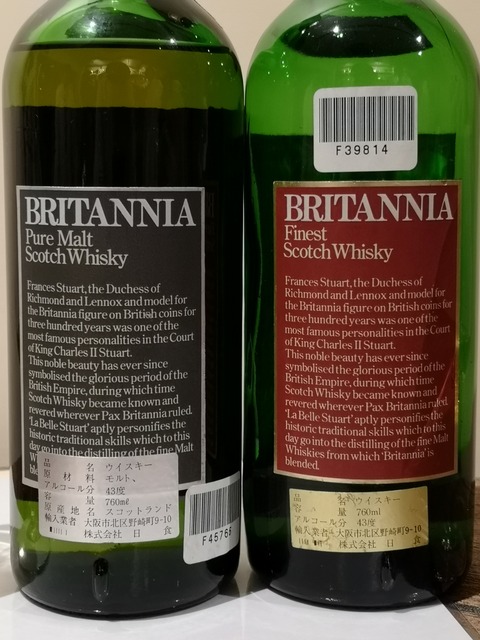 BRITANNIA
Pure Malt
Scotch Whisky
Frances Stuart, the Duchess of
Richmond and Lennox and model for
the Britannia figure on British coins for
three hundred years was one of the
most famous personalities in the Court
of King Charles II Stuart.
This noble beauty has ever since
symbolised the glorious period of the
British Empire, during which time
Scotch Whisky became known and
revered wherever Pax Britannia ruled.
'La Belle Stuart' aptly personifies the
historic traditional skills which to this
day go into the distilling of the fine Malt
品 名 ウイスキー
原 材 料 モルト、
アルコール分 43度
容 量 760ml
原 産 地 名 スコットランド
輸入業者 大阪市北区野崎町9-10
株式会社 日 食
F45768
F39814
BRITANNIA
Finest
Scotch Whisky
Frances Stuart, the Duchess of
Richmond and Lennox and model for
the Britannia figure on British coins for
three hundred years was one of the
most famous personalities in the Court
of King Charles II Stuart.
This noble beauty has ever since
symbolised the glorious period of the
British Empire, during which time
Scotch Whisky became known and
revered wherever Pax Britannia ruled.
'La Belle Stuart' aptly personifies the
historic traditional skills which to this
day go into the distilling of the fine Malt
Whiskies from which 'Britannia' is
blended.
品 名 ウイスキー
容 量 760ml
アルコール分 43度
輸入業者 大阪市北区野崎町9-10
株式会社 日 食